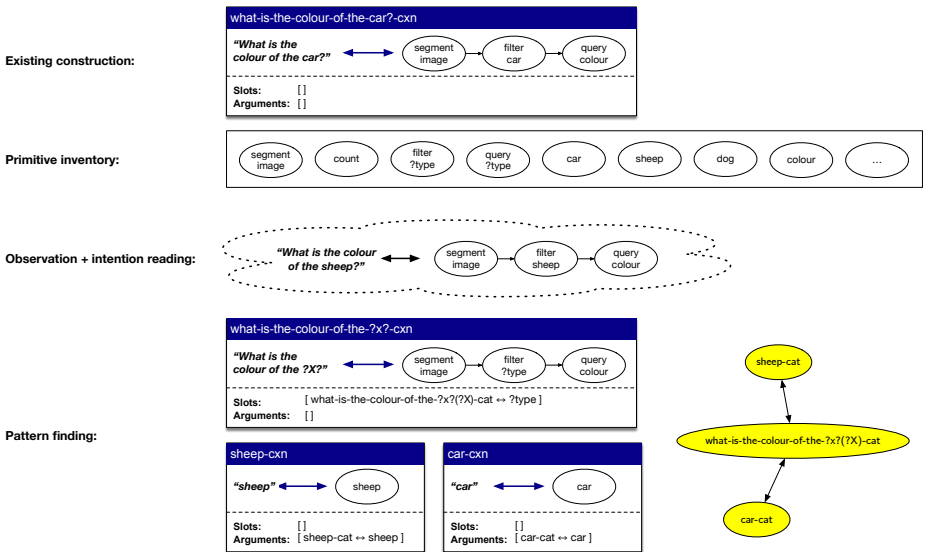 what-is-the-colour-of-the-car?-cxn
Existing construction:
“What is the
colour of the car?”
segment
image
filter
car
query
colour
Slots: [ ]
Arguments: [ ]
Primitive inventory:
segment
image
count
filter
?type
query
?type
car
sheep
dog
colour
...
Observation + intention reading:
“What is the colour
of the sheep?”
segment
image
filter
sheep
query
colour
Pattern finding:
what-is-the-colour-of-the-?x?-cxn
“What is the
colour of the ?X?”
segment
image
filter
?type
query
colour
Slots: [ what-is-the-colour-of-the-?x?(?X)-cat ↔ ?type ]
Arguments: [ ]
sheep-cxn
“sheep”
sheep
Slots: [ ]
Arguments: [ sheep-cat ↔ sheep ]
car-cxn
“car”
car
Slots: [ ]
Arguments: [ car-cat ↔ car ]
sheep-cat
what-is-the-colour-of-the-?x?(?X)-cat
car-cat